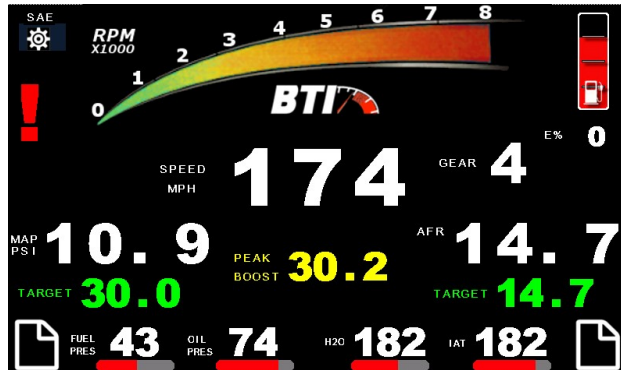 SAE
RPM
X1000
0 1 2 3 4 5 6 7 8
BTI
E% 0
SPEED
MPH
174
GEAR 4
MAP
PSI
10.9
TARGET 30.0
PEAK
BOOST
30.2
AFR 14.7
TARGET 14.7
FUEL
PRES
43
OIL
PRES
74
H2O 182
IAT 182